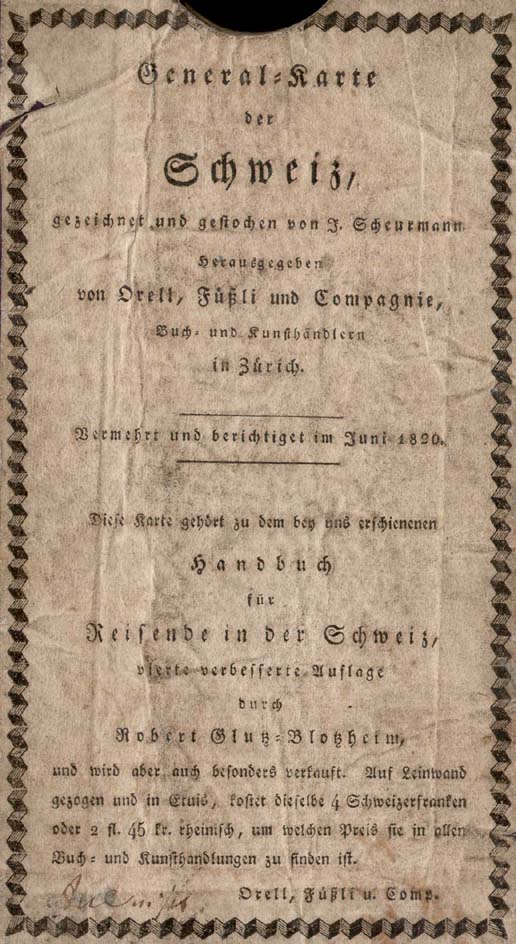 General-Karte
der
Schweiz,
gezeichnet und gestochen von J. Scheurmann
Herausgegeben
von Orell, Füßli und Compagnie,
Buch- und Kunsthändlern
in Zürich.
Vermehrt und berichtiget im Juni 1820.
Diese Karte gehört zu dem bey uns erschienenen
Handbuch
für
Reisende in der Schweiz,
vierte verbesserte Auflage
durch
Robert Glutz-Blotzheim,
und wird aber auch besonders verkauft. Auf Leinwand
gezogen und in Etuis, kostet dieselbe 4 Schweizerfranken
oder 2 fl. 45 kr. rheinisch, um welchen Preis sie in allen
Buch- und Kunsthandlungen zu finden ist.
Orell, Füßli u. Comp.